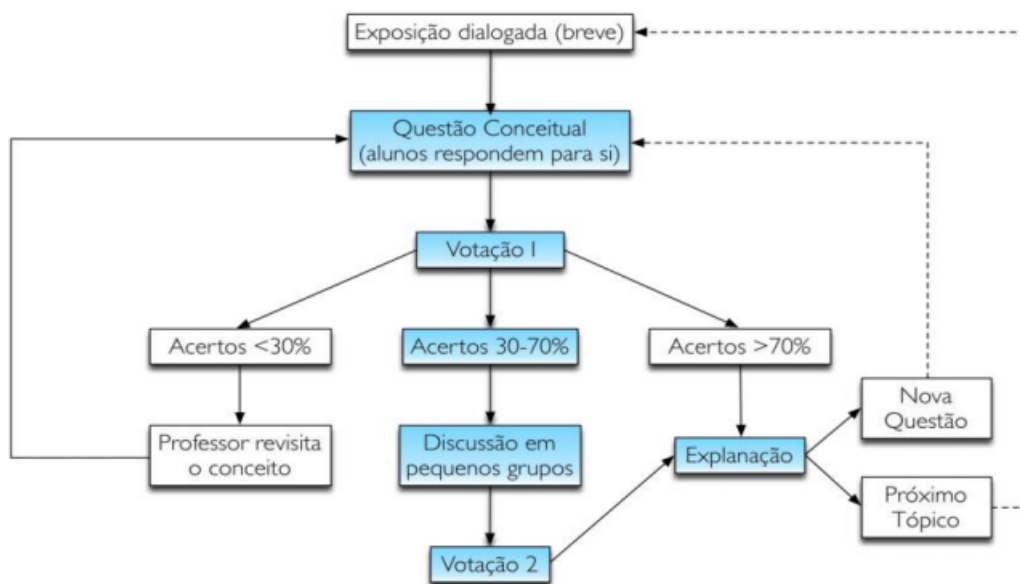 Exposição dialogada (breve)
Questão Conceitual
(alunos respondem para si)
Votação 1
Acertos <30%
Acertos 30-70%
Acertos >70%
Professor revisita
o conceito
Discussão em
pequenos grupos
Explanação
Nova
Questão
Próximo
Tópico
Votação 2